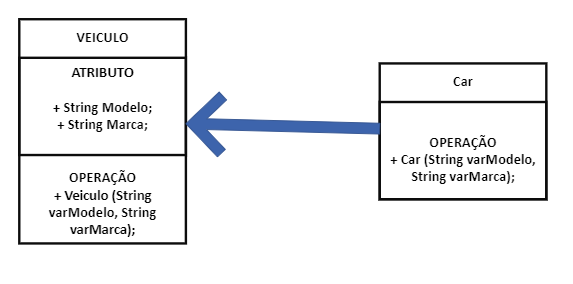 VEICULO
ATRIBUTO
+ String Modelo;
+ String Marca;
OPERAÇÃO
+ Veiculo (String
varModelo, String
varMarca);
Car
OPERAÇÃO
+ Car (String varModelo,
String varMarca);